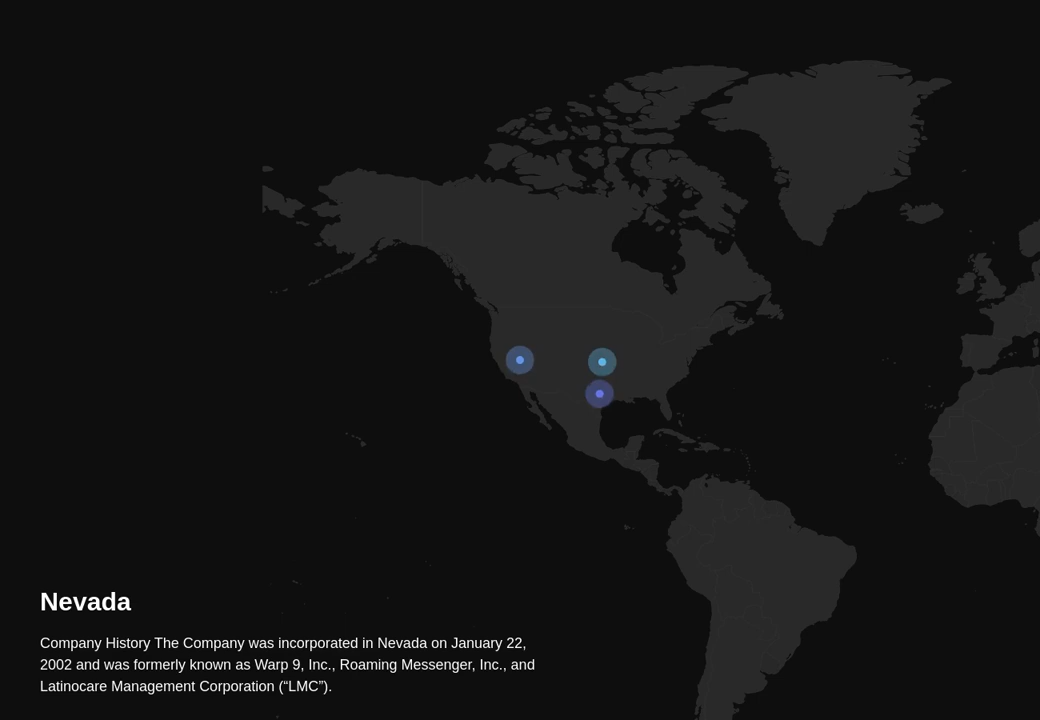 Nevada
Company History The Company was incorporated in Nevada on January 22,
2002 and was formerly known as Warp 9, Inc., Roaming Messenger, Inc., and
Latinocare Management Corporation (“LMC”).